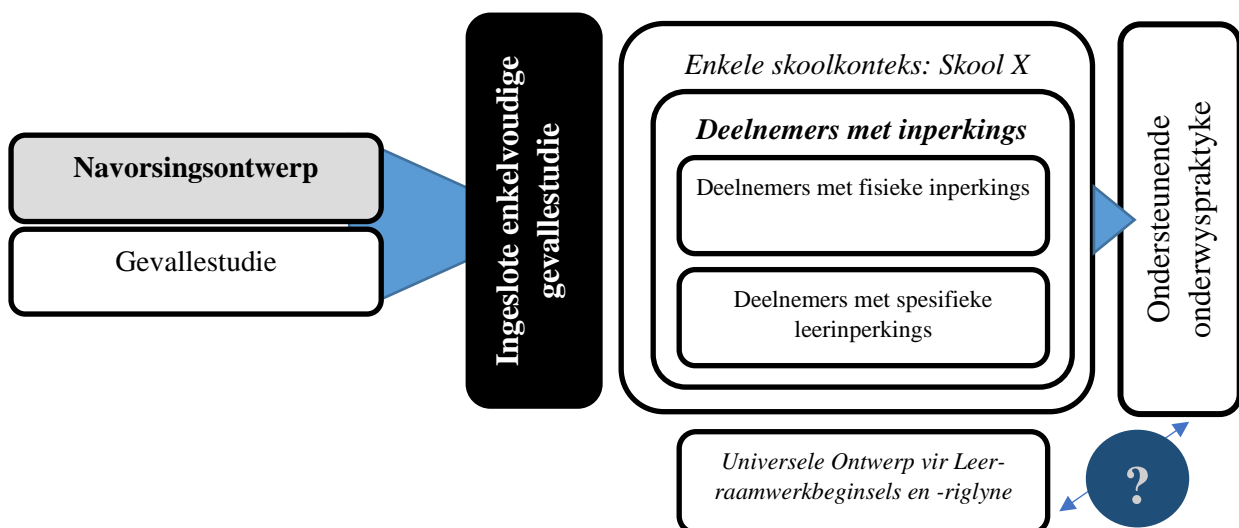 Navorsingsontwerp
Gevallestudie
Ingeslote enkelvoudige
gevallestudie
Enkele skoolkonteks: Skool X
Deelnemers met inperkings
Deelnemers met fisieke inperkings
Deelnemers met spesifieke
leerinperkings
Ondersteunende
onderwyspraktyke
Universele Ontwerp vir Leer-
raamwerkbeginsels en -riglyne
?